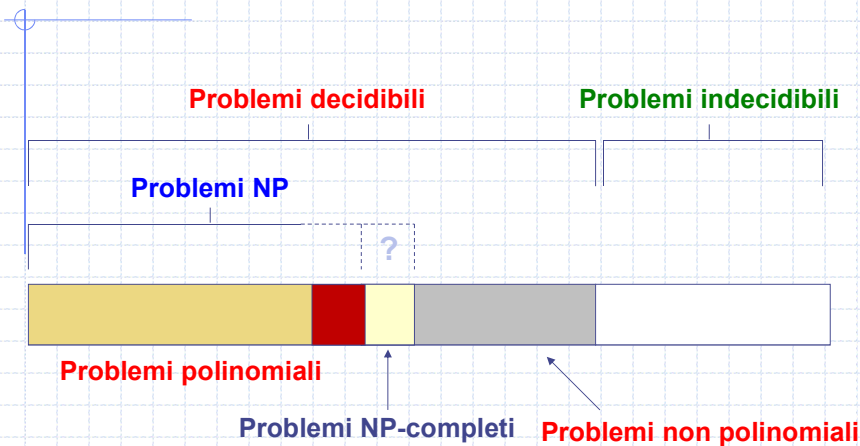 Problemi decidibili
Problemi indecidibili
Problemi NP
?
Problemi polinomiali
Problemi NP-completi
Problemi non polinomiali